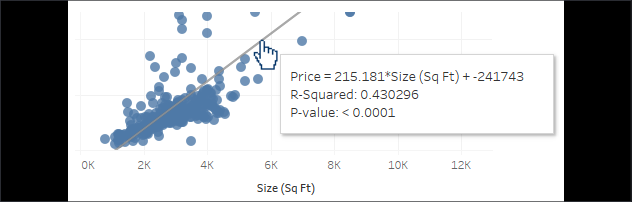 Price = 215.181*Size (Sq Ft) + -241743
R-Squared: 0.430296
P-value: < 0.0001
0K 2K 4K 6K 8K 10K 12K
Size (Sq Ft)